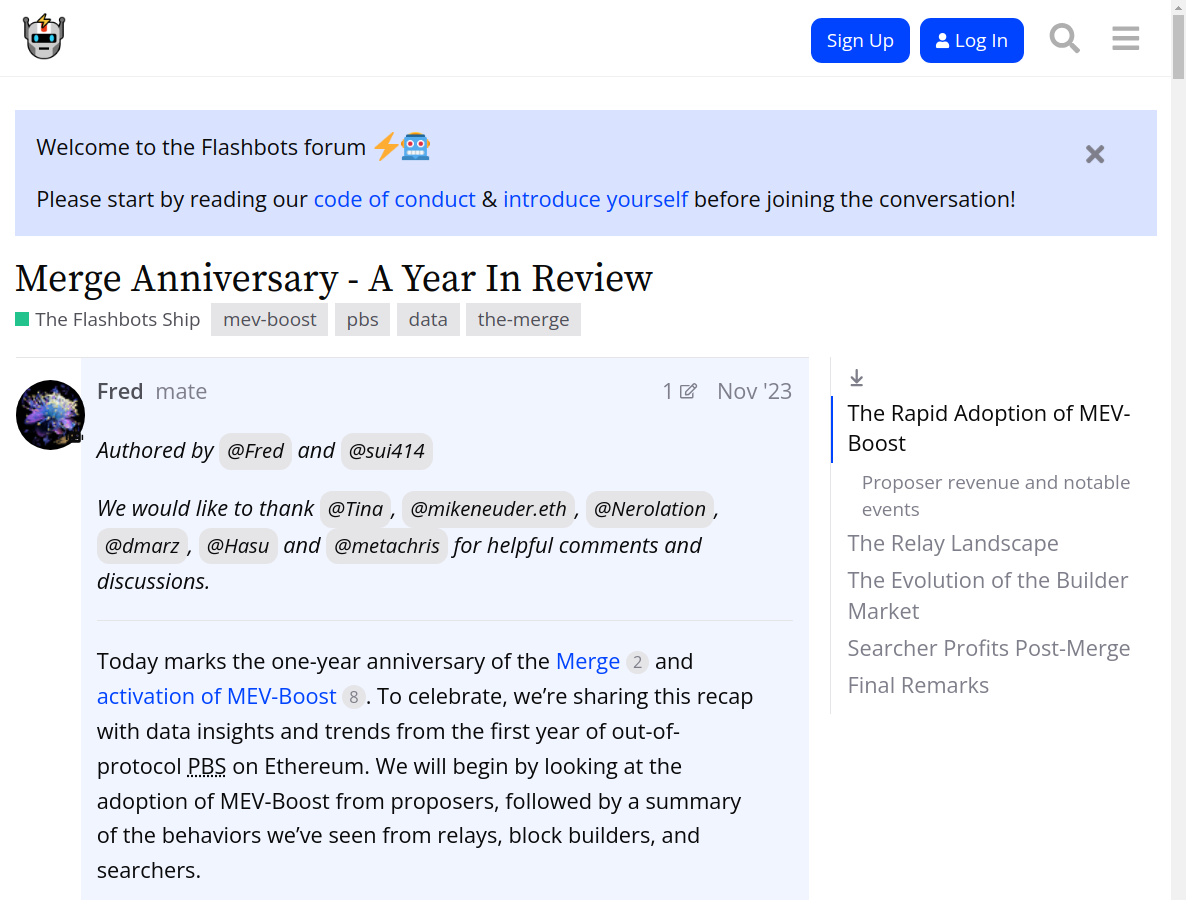 Sign Up
Log In
Welcome to the Flashbots forum
Please start by reading our code of conduct & introduce yourself before joining the conversation!
Merge Anniversary - A Year In Review
The Flashbots Ship mev-boost pbs data the-merge
Fred mate 1 Nov '23
Authored by @Fred and @sui414
We would like to thank @Tina, @mikeneuder.eth, @Nerolation,
@dmarz, @Hasu and @metachris for helpful comments and
discussions.
Today marks the one-year anniversary of the Merge 2 and
activation of MEV-Boost 8. To celebrate, we’re sharing this recap
with data insights and trends from the first year of out-of-
protocol PBS on Ethereum. We will begin by looking at the
adoption of MEV-Boost from proposers, followed by a summary
of the behaviors we’ve seen from relays, block builders, and
searchers.
The Rapid Adoption of MEV-
Boost
Proposer revenue and notable
events
The Relay Landscape
The Evolution of the Builder
Market
Searcher Profits Post-Merge
Final Remarks